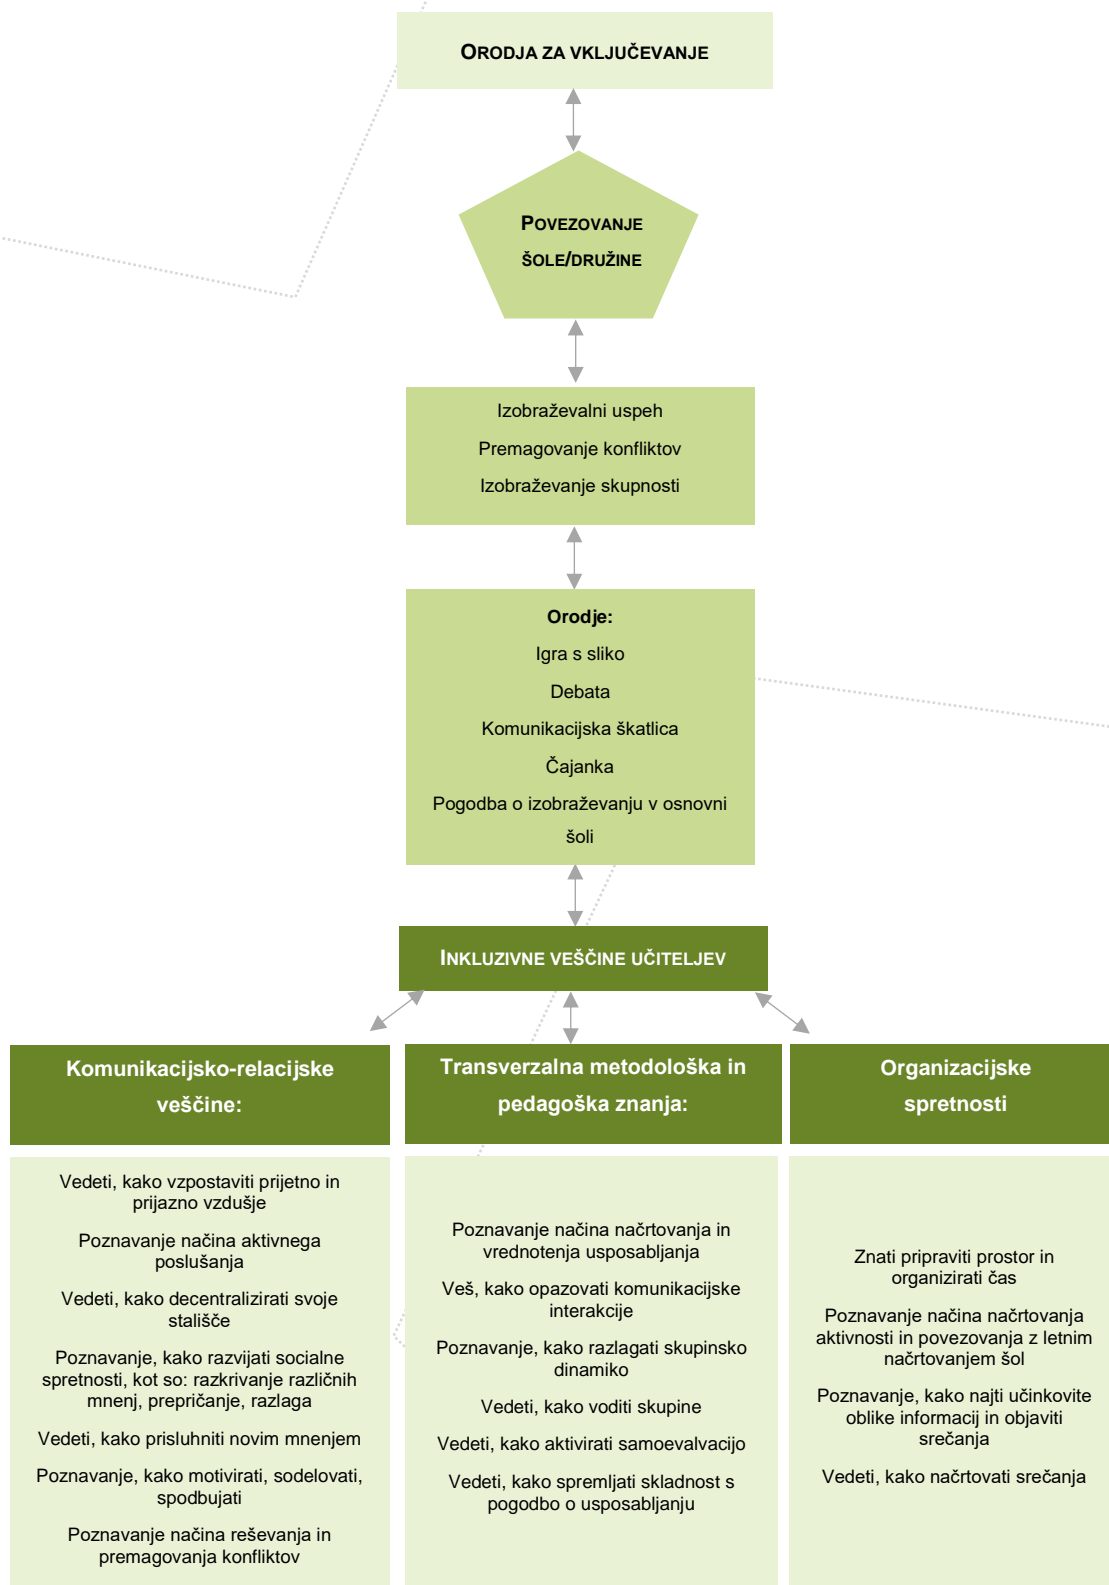 ORODJA ZA VKLJUČEVANJE
POVEZOVANJE
ŠOLE/DRUŽINE
Izobraževalni uspeh
Premagovanje konfliktov
Izobraževanje skupnosti
Orodje:
Igra s sliko
Debata
Komunikacijska škatlica
Čajanka
Pogodba o izobraževanju v osnovni
šoli
INKLUZIVNE VEŠČINE UČITELJEV
Komunikacijsko-relacijske
veščine:
Vedeti, kako vzpostaviti prijetno in
prijazno vzdušje
Poznavanje načina aktivnega
poslušanja
Vedeti, kako decentralizirati svoje
stališče
Poznavanje, kako razvijati socialne
spretnosti, kot so: razkrivanje različnih
mnenj, prepričanje, razlaga
Vedeti, kako prisluhniti novim mnenjem
Poznavanje, kako motivirati, sodelovati,
spodbujati
Poznavanje načina reševanja in
premagovanja konfliktov
Transverzalna metodološka in
pedagoška znanja:
Poznavanje načina načrtovanja in
vrednotenja usposabljanja
Veš, kako opazovati komunikacijske
interakcije
Poznavanje, kako razlagati skupinsko
dinamiko
Vedeti, kako voditi skupine
Vedeti, kako aktivirati samoevalvacijo
Vedeti, kako spremljati skladnost s
pogodbo o usposabljanju
Organizacijske
spretnosti
Znati pripraviti prostor in
organizirati čas
Poznavanje načina načrtovanja
aktivnosti in povezovanja z letnim
načrtovanjem šol
Poznavanje, kako najti učinkovite
oblike informacij in objaviti
srečanja
Vedeti, kako načrtovati srečanja